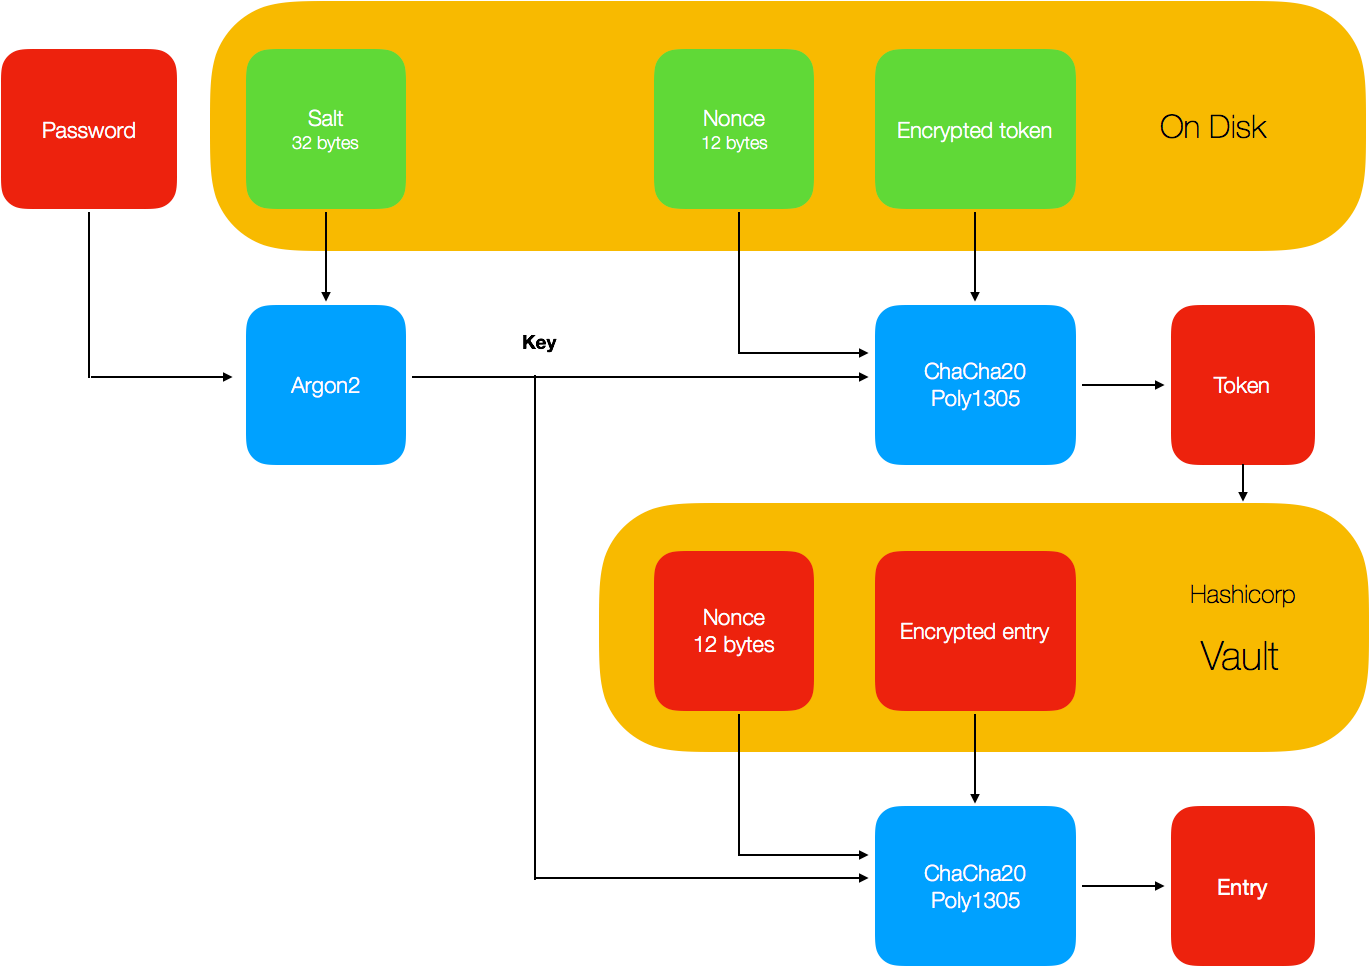 Password
Salt
32 bytes
Nonce
12 bytes
Encrypted token
On Disk
Key
Argon2
ChaCha20
Poly1305
Token
Nonce
12 bytes
Encrypted entry
Hashicorp
Vault
ChaCha20
Poly1305
Entry